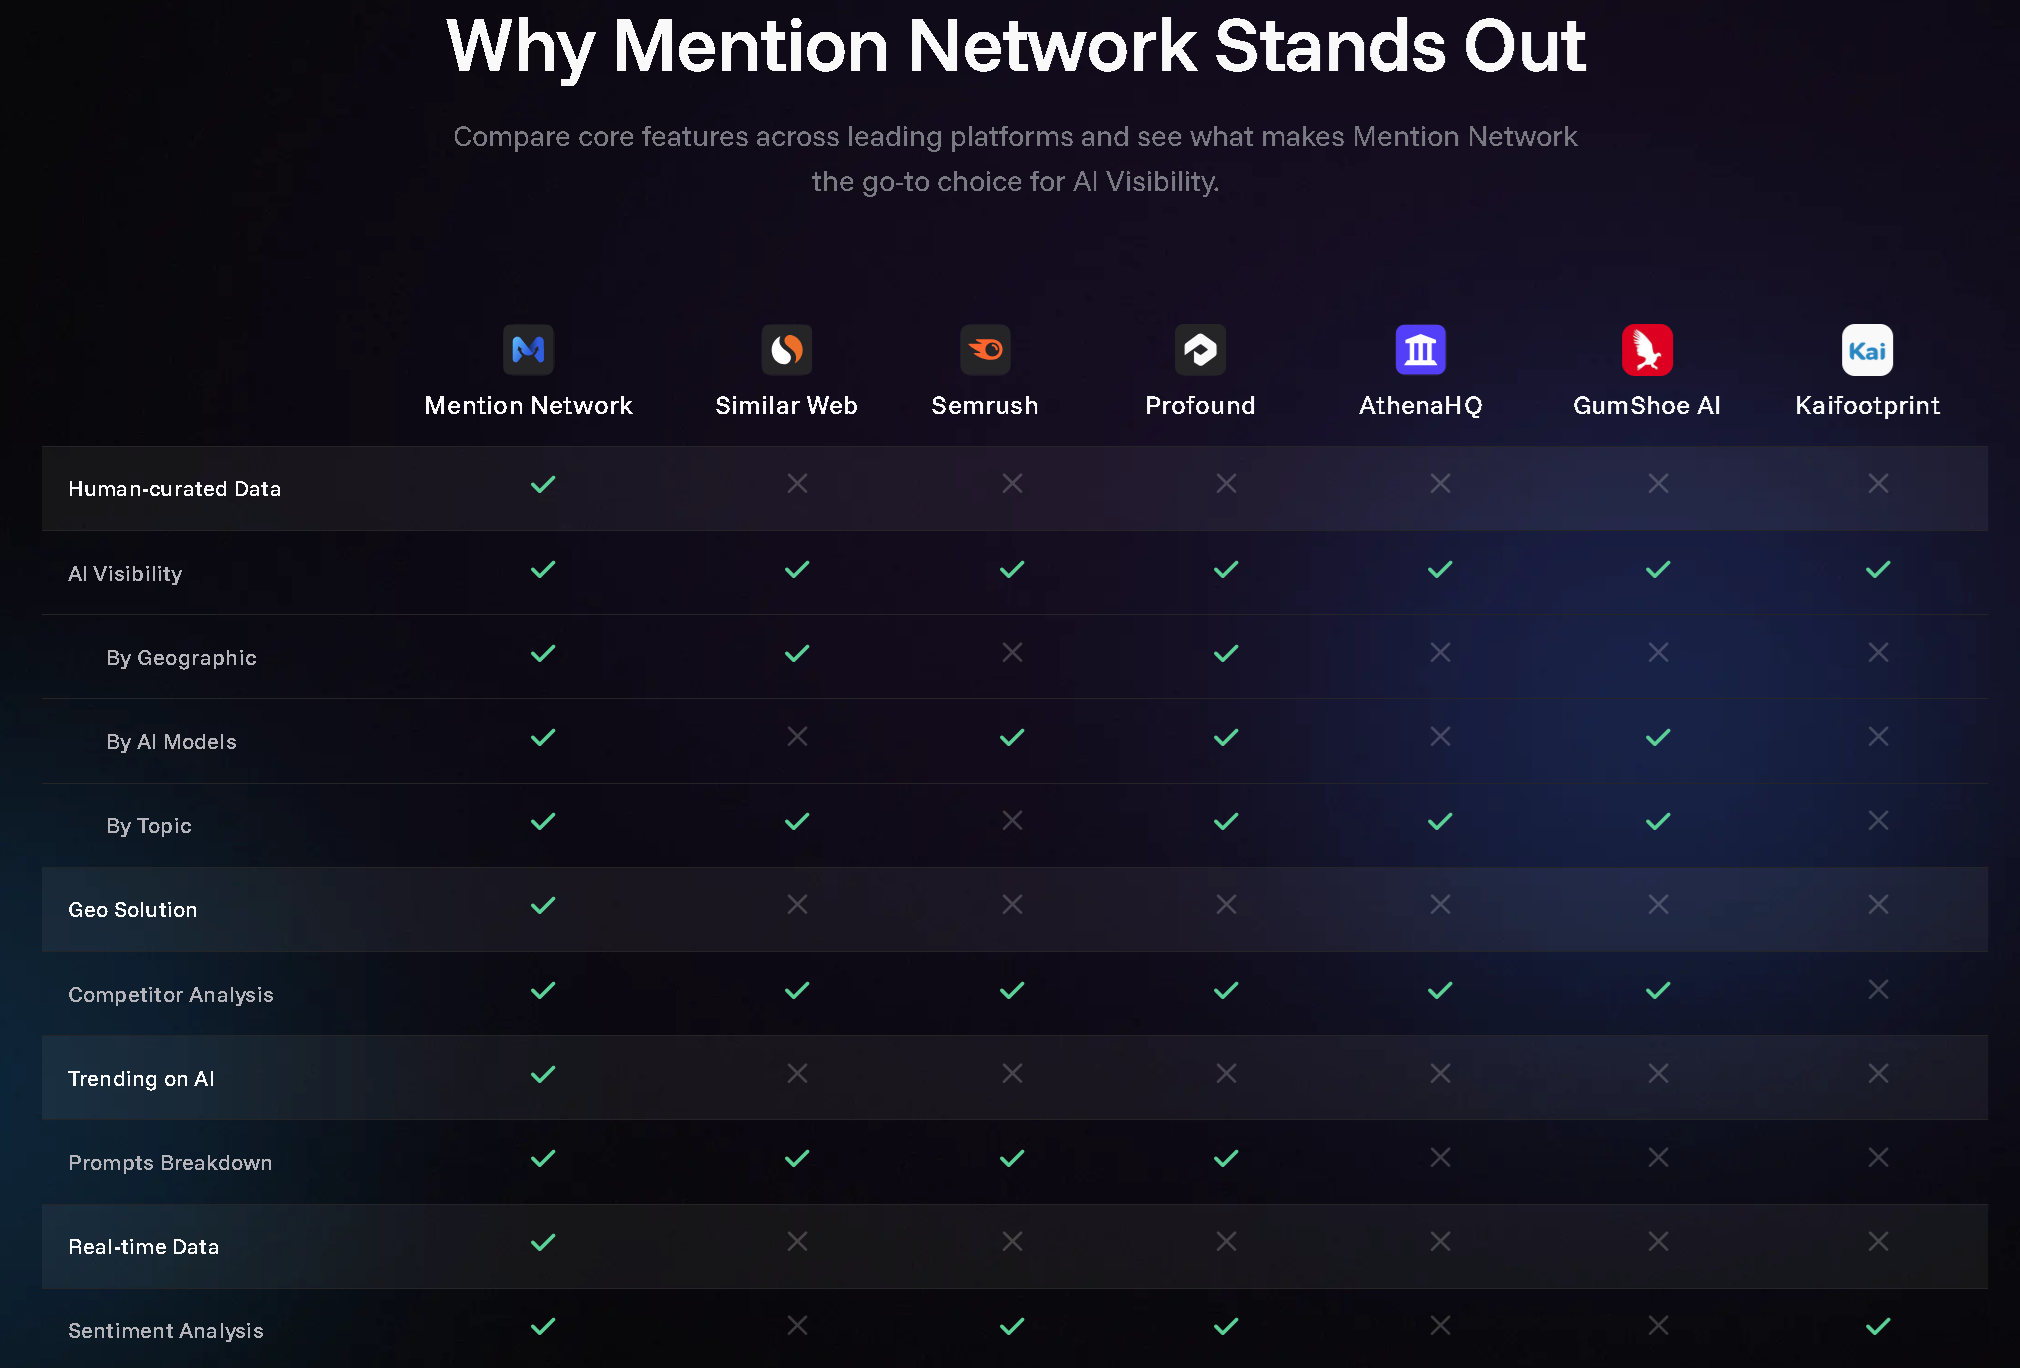 Why Mention Network Stands Out
Compare core features across leading platforms and see what makes Mention Network
the go-to choice for AI Visibility.
Kai
Mention Network Similar Web Semrush Profound AthenaHQ GumShoe AI Kaifootprint
Human-curated Data
AI Visibility
By Geographic
By AI Models
By Topic
Geo Solution
Competitor Analysis
Trending on AI
Prompts Breakdown
Real-time Data
Sentiment Analysis